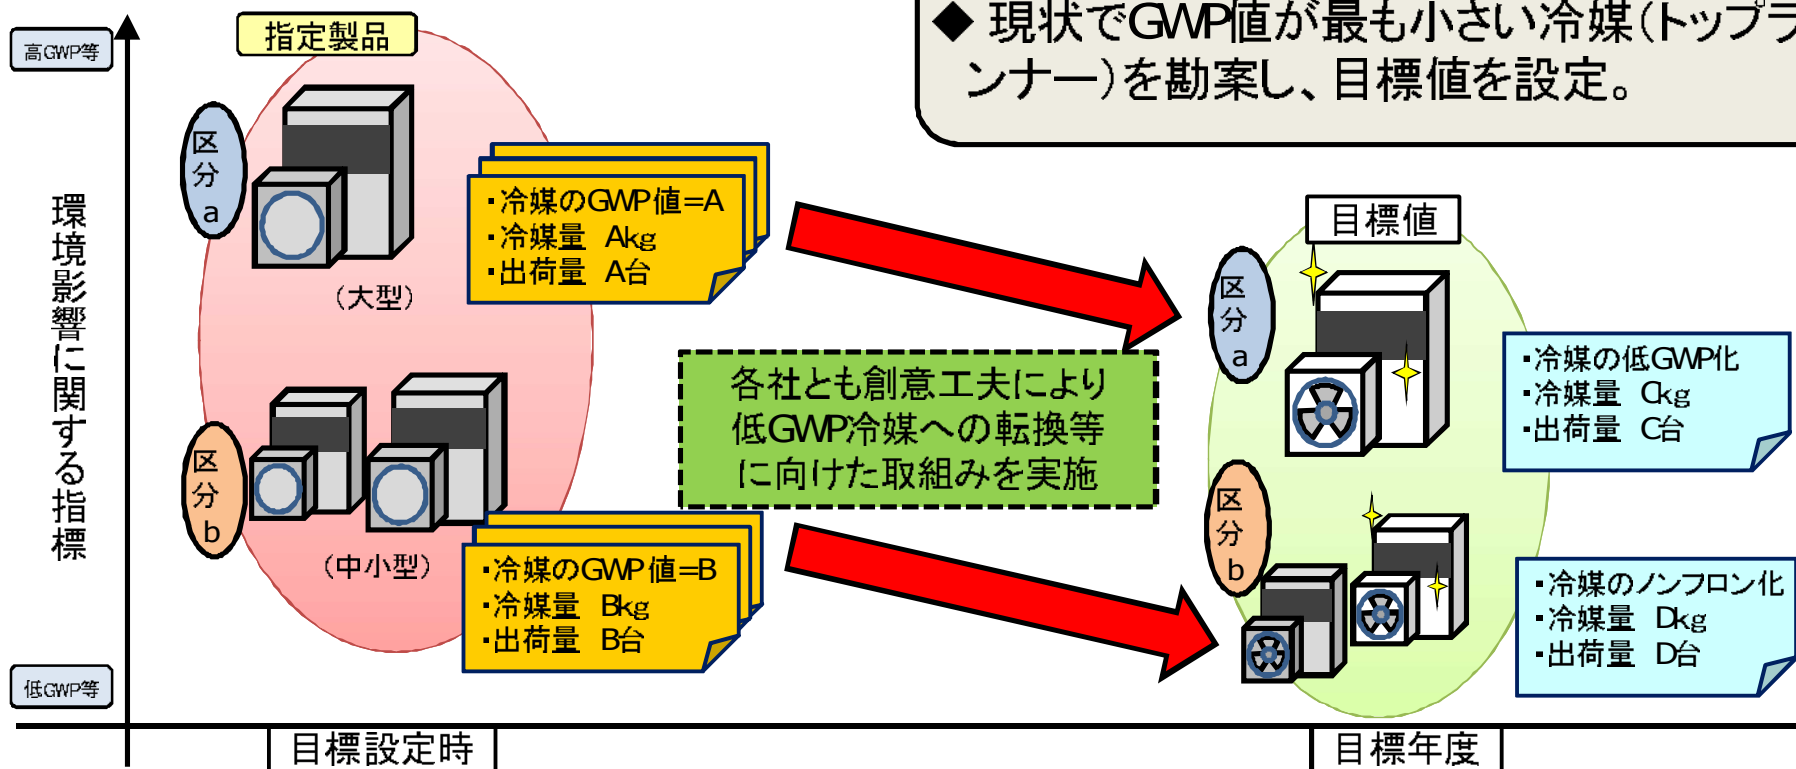 ◆ 現状でGWP値が最も小さい冷媒(トップラ
ンナー)を勘案し、目標値を設定。
高GWP等
指定製品
区分a
・冷媒のGWP値=A
・冷媒量 Akg
・出荷量 A台
(大型)
環境影響に関する指標
区分b
(中小型)
・冷媒のGWP値=B
・冷媒量 Bkg
・出荷量 B台
各社とも創意工夫により
低GWP冷媒への転換等
に向けた取組みを実施
目標値
区分a
・冷媒の低GWP化
・冷媒量 Ckg
・出荷量 C台
区分b
・冷媒のノンフロン化
・冷媒量 Dkg
・出荷量 D台
低GWP等
目標設定時
目標年度